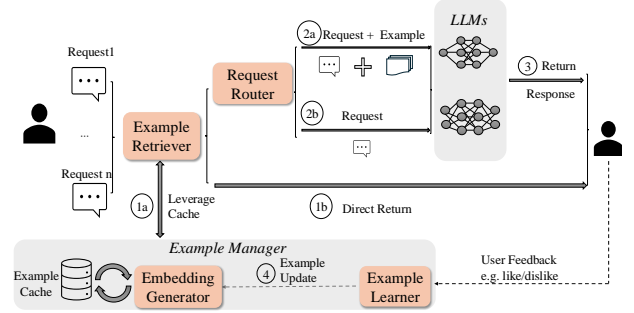 LLMs
2a
Request + Example
Request1
3
Return
Request
Router
Response
2b
Request
Example
Retriever
...
Request n
1a
Leverage
Cache
1b
Direct Return
Example Manager
User Feedback
e.g. like/dislike
Example
Cache
Embedding
Generator
4
Example
Update
Example
Learner